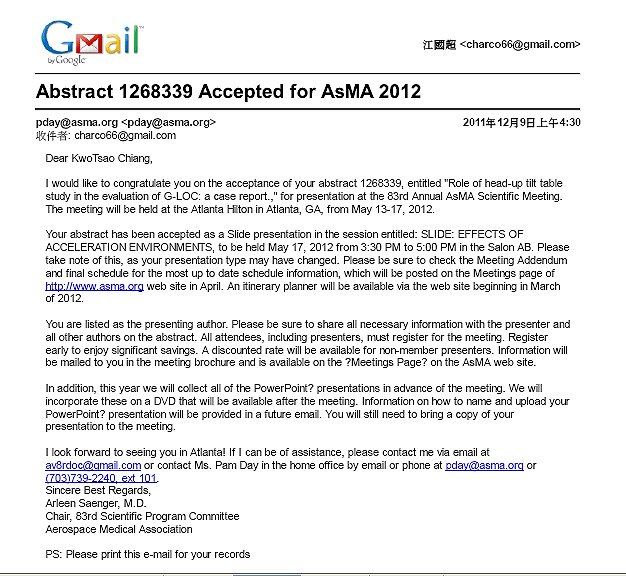 Gmail™
by Google
江國超 <charco66@gmail.com>
Abstract 1268339 Accepted for AsMA 2012
pday@asma.org <pday@asma.org>
2011年12月9日上午4:30
收件者: charco66@gmail.com
Dear KwoTsao Chiang,
I would like to congratulate you on the acceptance of your abstract 1268339, entitled "Role of head-up tilt table
study in the evaluation of G-LOC: a case report.," for presentation at the 83rd Annual AsMA Scientific Meeting.
The meeting will be held at the Atlanta Hilton in Atlanta, GA, from May 13-17, 2012.
Your abstract has been accepted as a Slide presentation in the session entitled: SLIDE: EFFECTS OF
ACCELERATION ENVIRONMENTS, to be held May 17, 2012 from 3:30 PM to 5:00 PM in the Salon AB. Please
take note of this, as your presentation type may have changed. Please be sure to check the Meeting Addendum
and final schedule for the most up to date schedule information, which will be posted on the Meetings page of
http://www.asma.org web site in April. An itinerary planner will be available via the web site beginning in March
of 2012.
You are listed as the presenting author. Please be sure to share all necessary information with the presenter and
all other authors on the abstract. All attendees, including presenters, must register for the meeting. Register
early to enjoy significant savings. A discounted rate will be available for non-member presenters. Information will
be mailed to you in the meeting brochure and is available on the ?Meetings Page? on the AsMA web site.
In addition, this year we will collect all of the PowerPoint? presentations in advance of the meeting. We will
incorporate these on a DVD that will be available after the meeting. Information on how to name and upload your
PowerPoint? presentation will be provided in a future email. You will still need to bring a copy of your
presentation to the meeting.
I look forward to seeing you in Atlanta! If I can be of assistance, please contact me via email at
av8rdoc@gmail.com or contact Ms. Pam Day in the home office by email or phone at pday@asma.org or
(703)739-2240, ext 101.
Sincere Best Regards,
Arleen Saenger, M.D.
Chair, 83rd Scientific Program Committee
Aerospace Medical Association
PS: Please print this e-mail for your records